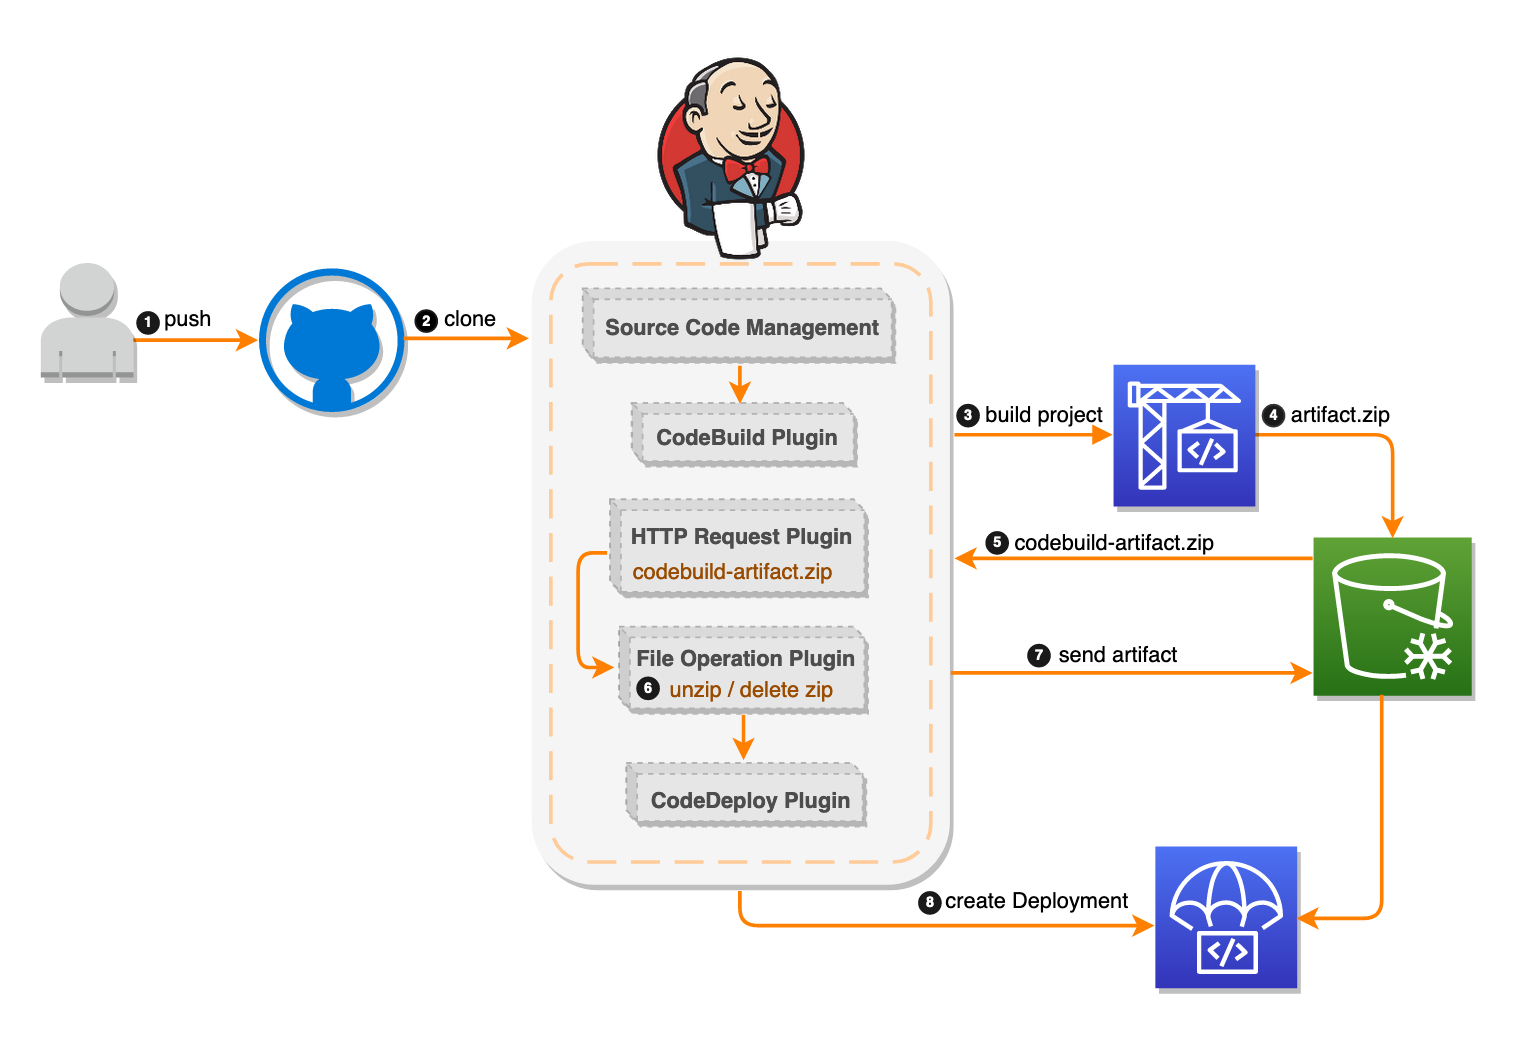 1 push
2 clone
Source Code Management
CodeBuild Plugin
3 build project
4 artifact.zip
HTTP Request Plugin
codebuild-artifact.zip
5 codebuild-artifact.zip
File Operation Plugin
6 unzip / delete zip
7 send artifact
CodeDeploy Plugin
8 create Deployment